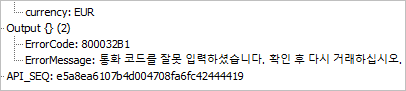 currency: EUR
Output {} (2)
ErrorCode: 800032B1
ErrorMessage: 통화 코드를 잘못 입력하셨습니다. 확인 후 다시 거래하십시오.
API_SEQ: e5a8ea6107b4d004708fa6fc42444419